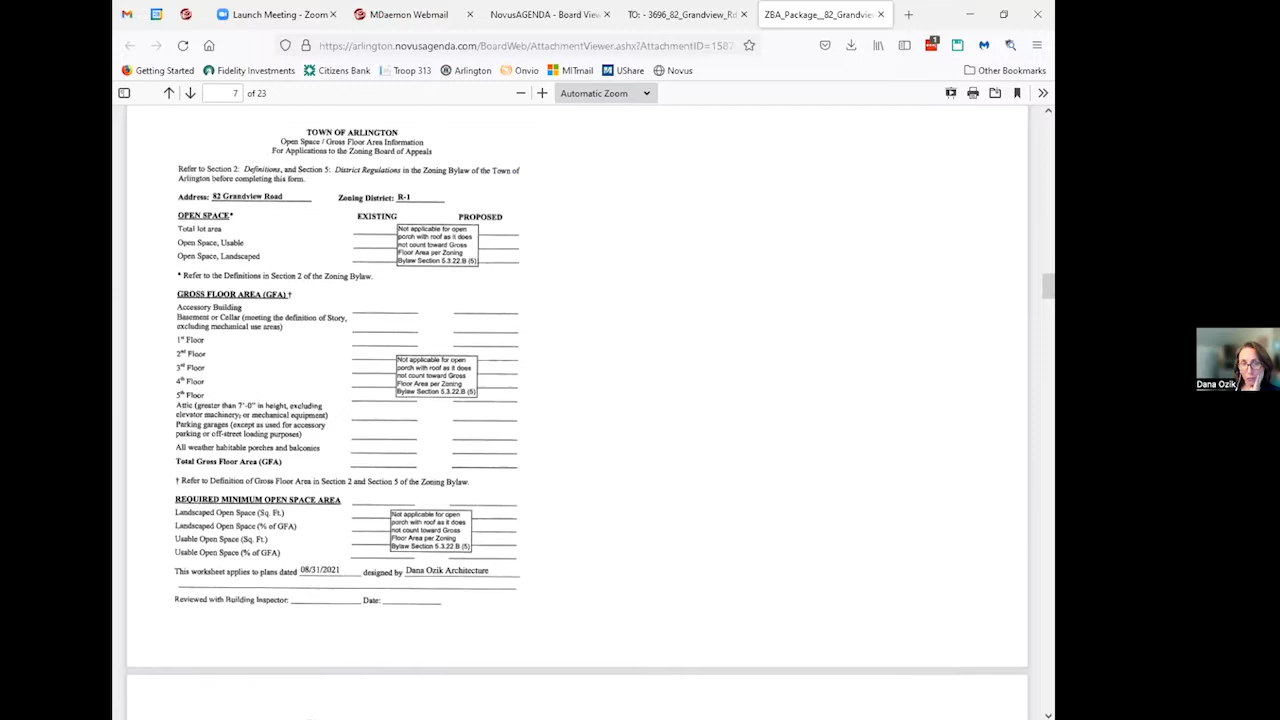 Launch Meeting - Zoom
MDaemon Webmail
NovusAGENDA - Board View
TO: - 3696_82_Grandview_Rd
ZBA_Package__82_Grandview
https://arlington.novusagenda.com/BoardWeb/AttachmentViewer.ashx?AttachmentID=1587
1
Getting Started
Fidelity Investments
Citizens Bank
Troop 313
Arlington
Onvio
MITmail
UShare
Novus
Other Bookmarks
7 of 23
Automatic Zoom
TOWN OF ARLINGTON
Open Space / Gross Floor Area Information
For Applications to the Zoning Board of Appeals
Refer to Section 2: Definitions, and Section 5: District Regulations in the Zoning Bylaw of the Town of
Arlington before completing this form.
Address: 82 Grandview Road Zoning District: R-1
OPEN SPACE* EXISTING PROPOSED
Total lot area
Open Space, Usable
Open Space, Landscaped
Not applicable for open
porch with roof as it does
not count toward Gross
Floor Area per Zoning
Bylaw Section 5.3.22.B (5)
* Refer to the Definitions in Section 2 of the Zoning Bylaw.
GROSS FLOOR AREA (GFA) †
Accessory Building
Basement or Cellar (meeting the definition of Story,
excluding mechanical use areas)
1st Floor
2nd Floor
3rd Floor
4th Floor
5th Floor
Not applicable for open
porch with roof as it does
not count toward Gross
Floor Area per Zoning
Bylaw Section 5.3.22.B (5)
Attic (greater than 7'-0" in height, excluding
elevator machinery, or mechanical equipment)
Parking garages (except as used for accessory
parking or off-street loading purposes)
All weather habitable porches and balconies
Total Gross Floor Area (GFA)
† Refer to Definition of Gross Floor Area in Section 2 and Section 5 of the Zoning Bylaw.
REQUIRED MINIMUM OPEN SPACE AREA
Landscaped Open Space (Sq. Ft.)
Landscaped Open Space (% of GFA)
Usable Open Space (Sq. Ft.)
Usable Open Space (% of GFA)
Not applicable for open
porch with roof as it does
not count toward Gross
Floor Area per Zoning
Bylaw Section 5.3.22.B (5)
This worksheet applies to plans dated 08/31/2021 designed by Dana Ozik Architecture
Reviewed with Building Inspector: Date:
Dana Ozik